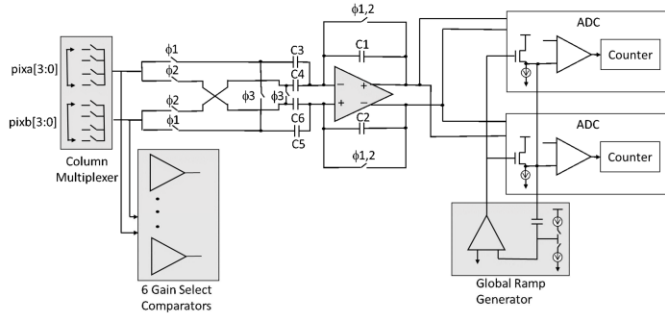 ϕ1,2
ADC
C1
Counter
C3
ϕ1
pixa[3:0]
ϕ2
C4
ϕ3
ϕ3
ϕ2
pixb[3:0]
ϕ1
C6
C5
C2
ϕ1,2
ADC
Counter
Column
Multiplexer
6 Gain Select
Comparators
Global Ramp
Generator